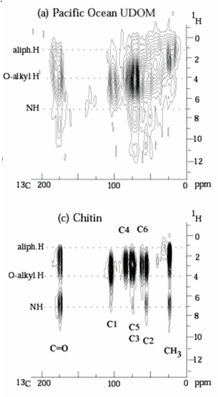 (a) Pacific Ocean UDOM
1H
0
aliph.H
2
O-alkyl H
4
6
NH
8
10
12
13C 200 100 0 ppm
(c) Chitin
1H
C4 C6
aliph.H
0
2
O-alkyl.H
4
6
NH
8
C1 C5
C3 C2
C=O CH3
10
12
13C 200 100 0 ppm